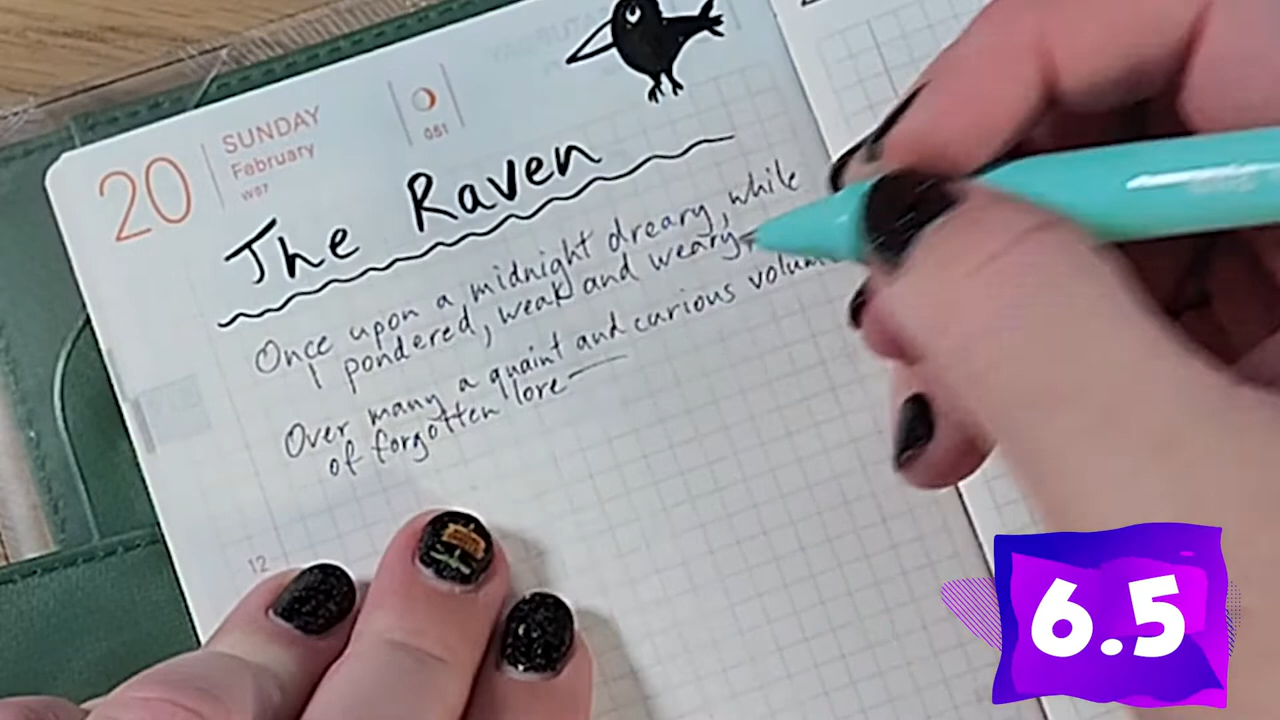 20
SUNDAY
February
W07
051
The Raven
Once upon a midnight dreary, while
I pondered, weak and weary,
Over many a quaint and curious
of forgotten lore—
12
6.5